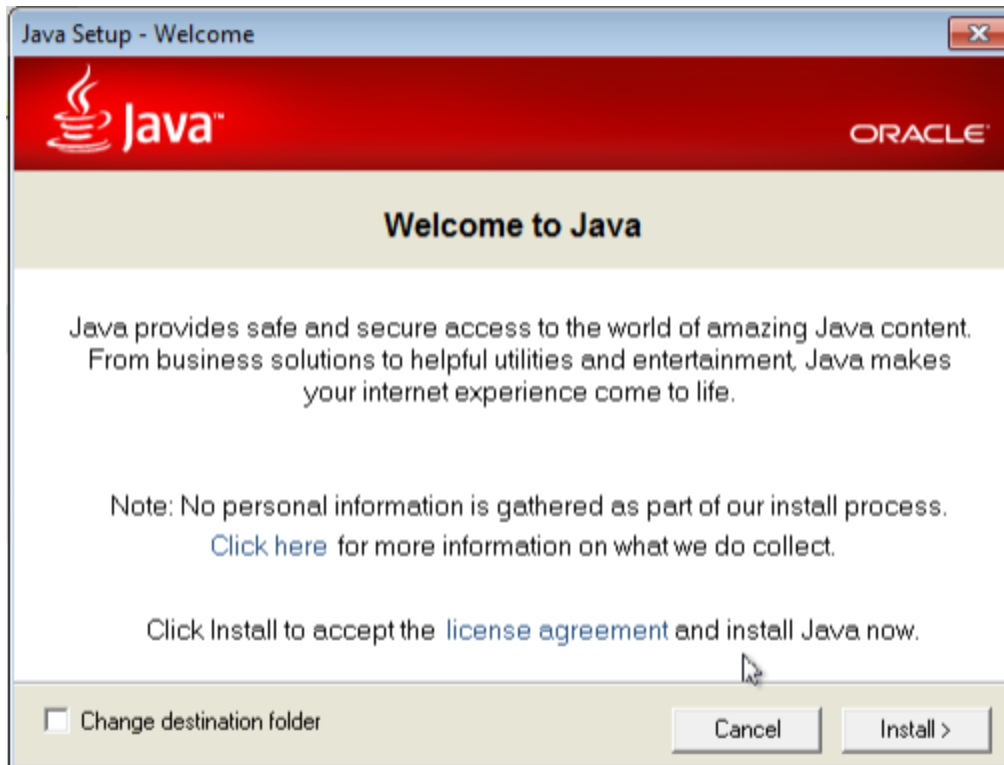 Java Setup - Welcome
Java™
ORACLE®
Welcome to Java
Java provides safe and secure access to the world of amazing Java content.
From business solutions to helpful utilities and entertainment, Java makes
your internet experience come to life.
Note: No personal information is gathered as part of our install process.
Click here for more information on what we do collect.
Click Install to accept the license agreement and install Java now.
Change destination folder
Cancel
Install >